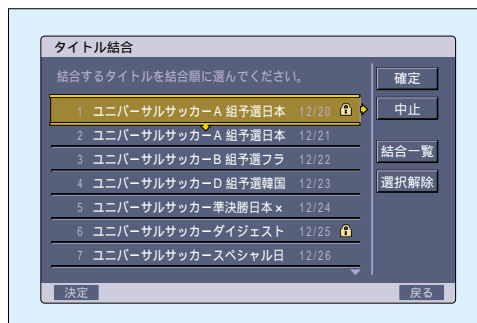 タイトル結合
結合するタイトルを結合順に選んでください。
1 ユニバーサルサッカーA 組予選日本 12/20
2 ユニバーサルサッカーA 組予選日本 12/21
3 ユニバーサルサッカーB 組予選フラ 12/22
4 ユニバーサルサッカーD 組予選韓国 12/23
5 ユニバーサルサッカー準決勝日本× 12/24
6 ユニバーサルサッカーダイジェスト 12/25
7 ユニバーサルサッカースペシャル日 12/26
確定
中止
結合一覧
選択解除
決定
戻る